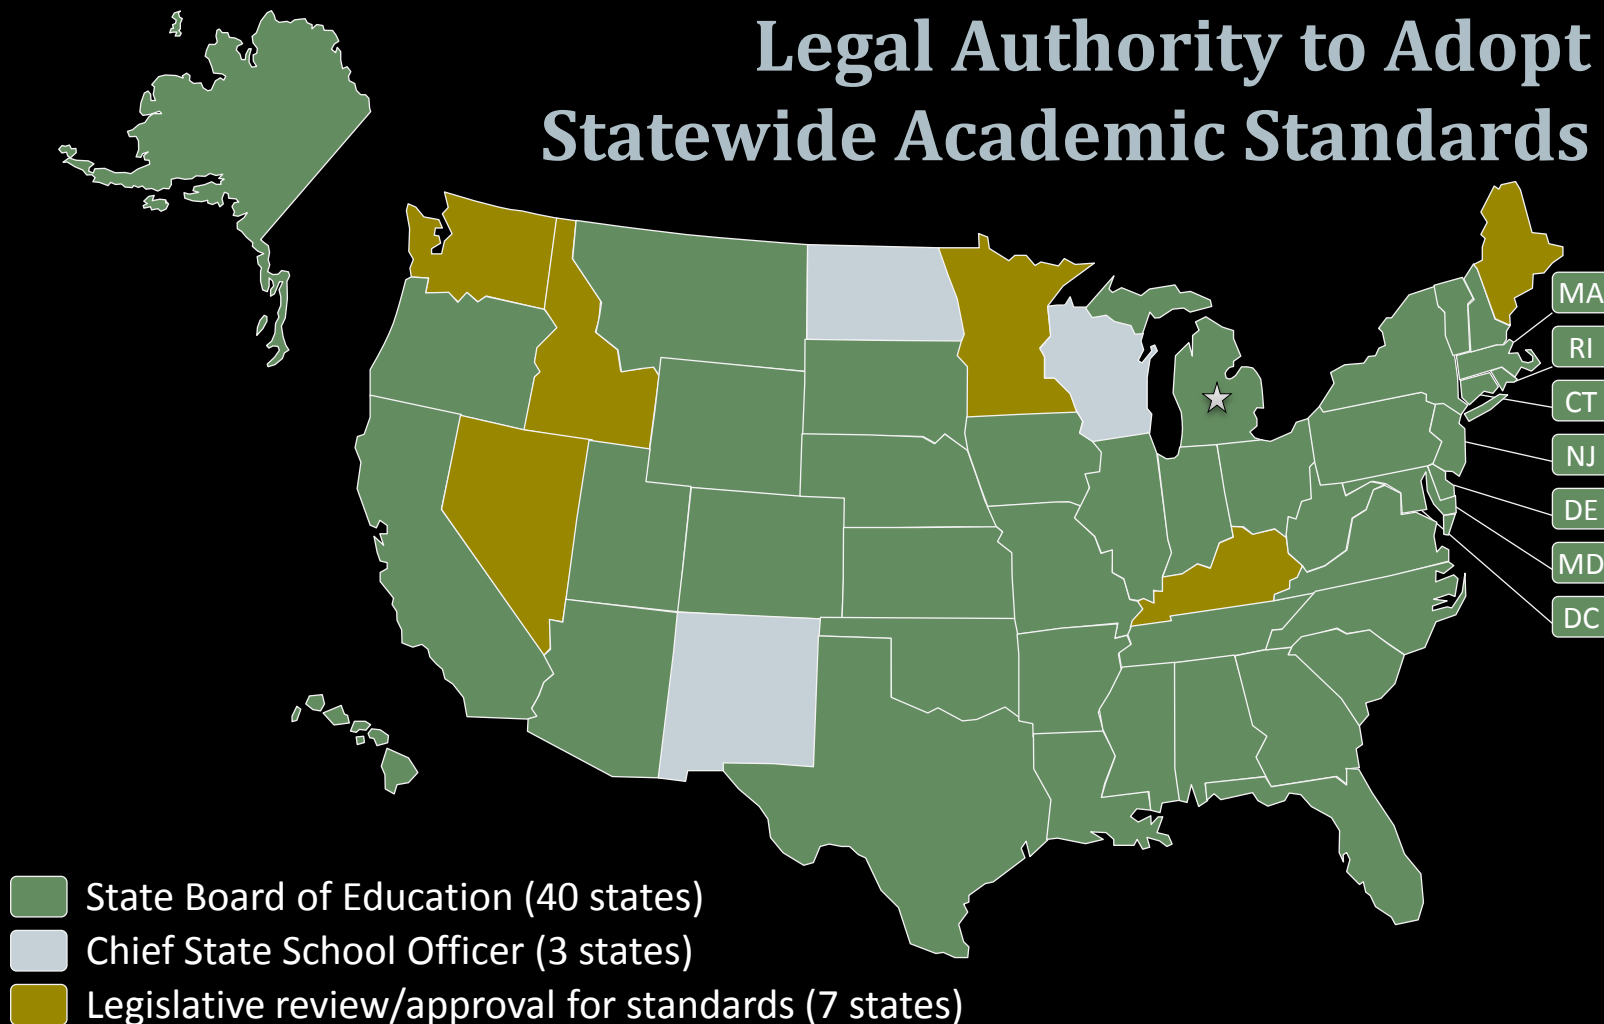 Legal Authority to Adopt
Statewide Academic Standards
MA
RI
CT
NJ
DE
MD
DC
State Board of Education (40 states)
Chief State School Officer (3 states)
Legislative review/approval for standards (7 states)